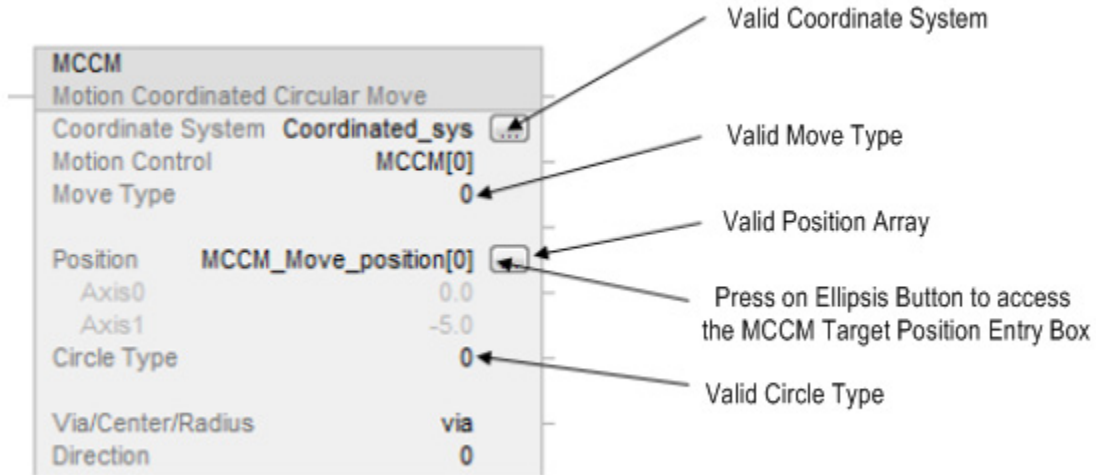 Valid Coordinate System
MCCM
Motion Coordinated Circular Move
Coordinate System Coordinated_sys ...
Motion Control MCCM[0]
Valid Move Type
Move Type 0
Valid Position Array
Position MCCM_Move_position[0]
Axis0 0.0
Press on Ellipsis Button to access
the MCCM Target Position Entry Box
Axis1 -5.0
Circle Type 0
Valid Circle Type
Via/Center/Radius via
Direction 0